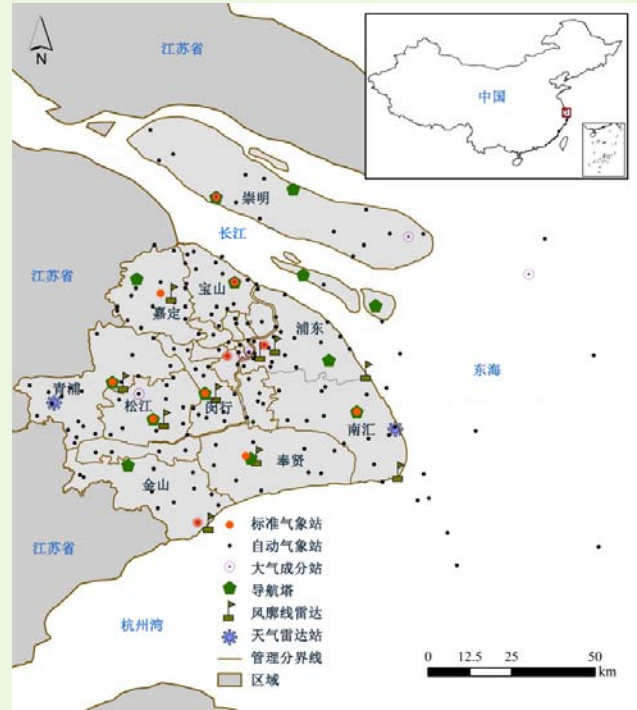 江苏省
N
中国
崇明
长江
江苏省
宝山
嘉定
浦东
东海
青浦
松江
闵行
南汇
奉贤
金山
标准气象站
自动气象站
江苏省
大气成分站
导航塔
风廓线雷达
杭州湾
天气雷达站
管理分界线
区域
0 12.5 25 50
km